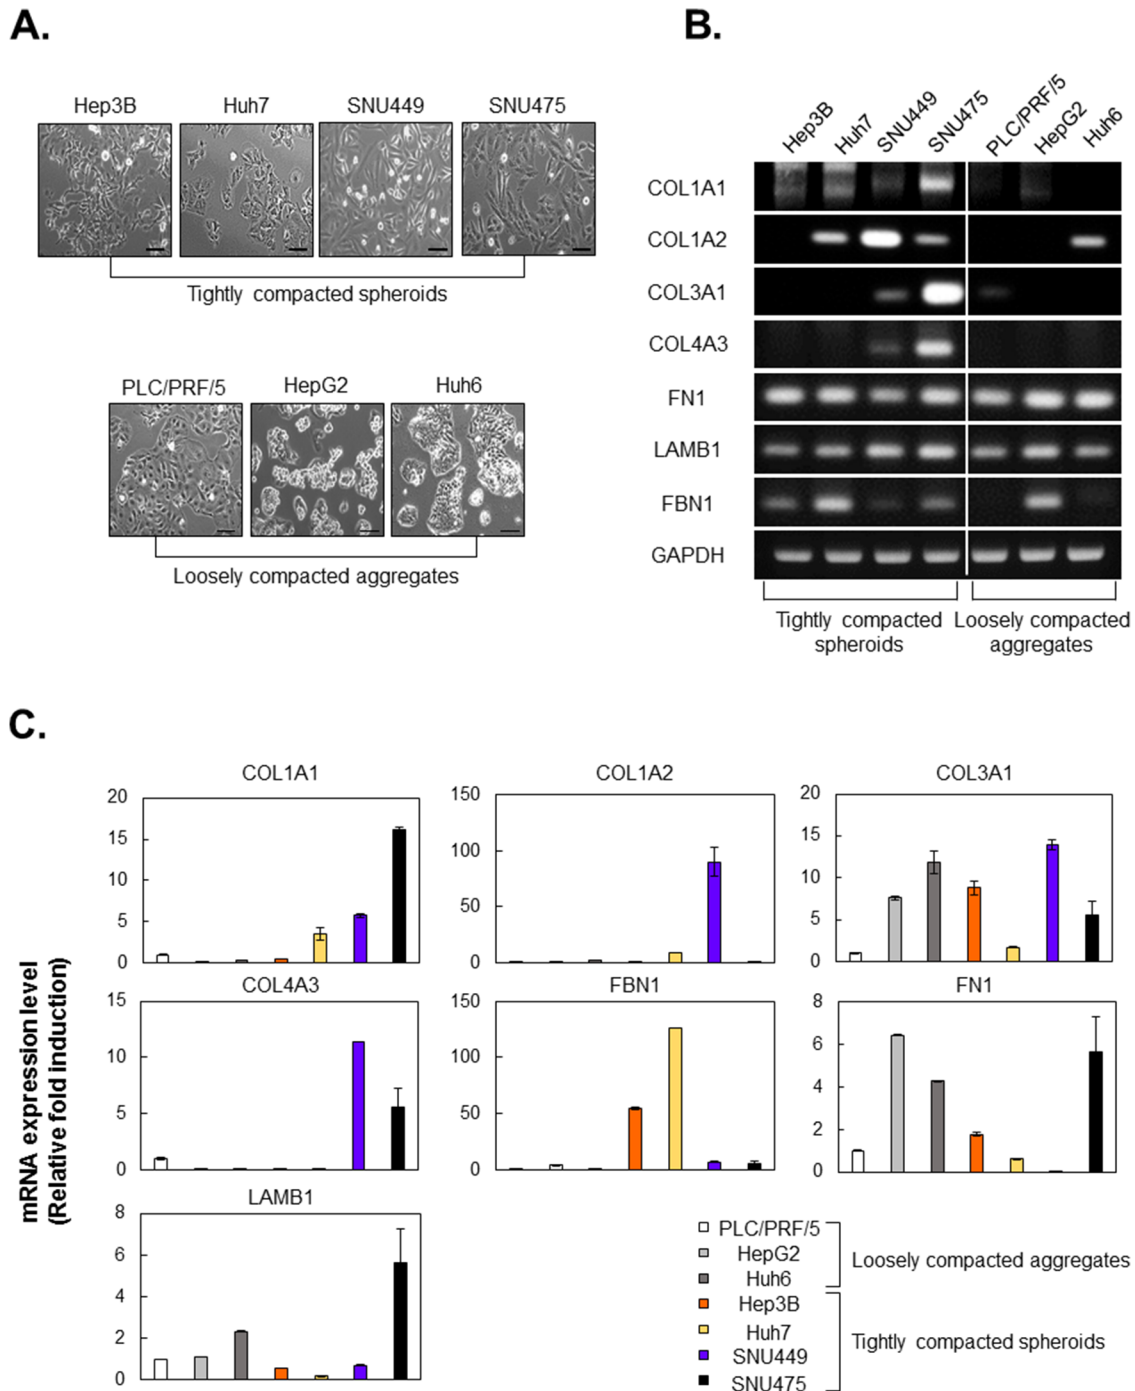 A.
Hep3B Huh7 SNU449 SNU475
Tightly compacted spheroids
PLC/PRF/5 HepG2 Huh6
Loosely compacted aggregates
B.
Hep3B Huh7 SNU449 SNU475 PLC/PRF/5 HepG2 Huh6
COL1A1
COL1A2
COL3A1
COL4A3
FN1
LAMB1
FBN1
GAPDH
Tightly compacted
spheroids
Loosely compacted
aggregates
C.
mRNA expression level
(Relative fold induction)
COL1A1
20
15
10
5
0
COL1A2
150
100
50
0
COL3A1
20
15
10
5
0
COL4A3
15
10
5
0
FBN1
150
100
50
0
FN1
8
6
4
2
0
LAMB1
8
6
4
2
0
PLC/PRF/5
HepG2
Huh6
Loosely compacted aggregates
Hep3B
Huh7
SNU449
SNU475
Tightly compacted spheroids